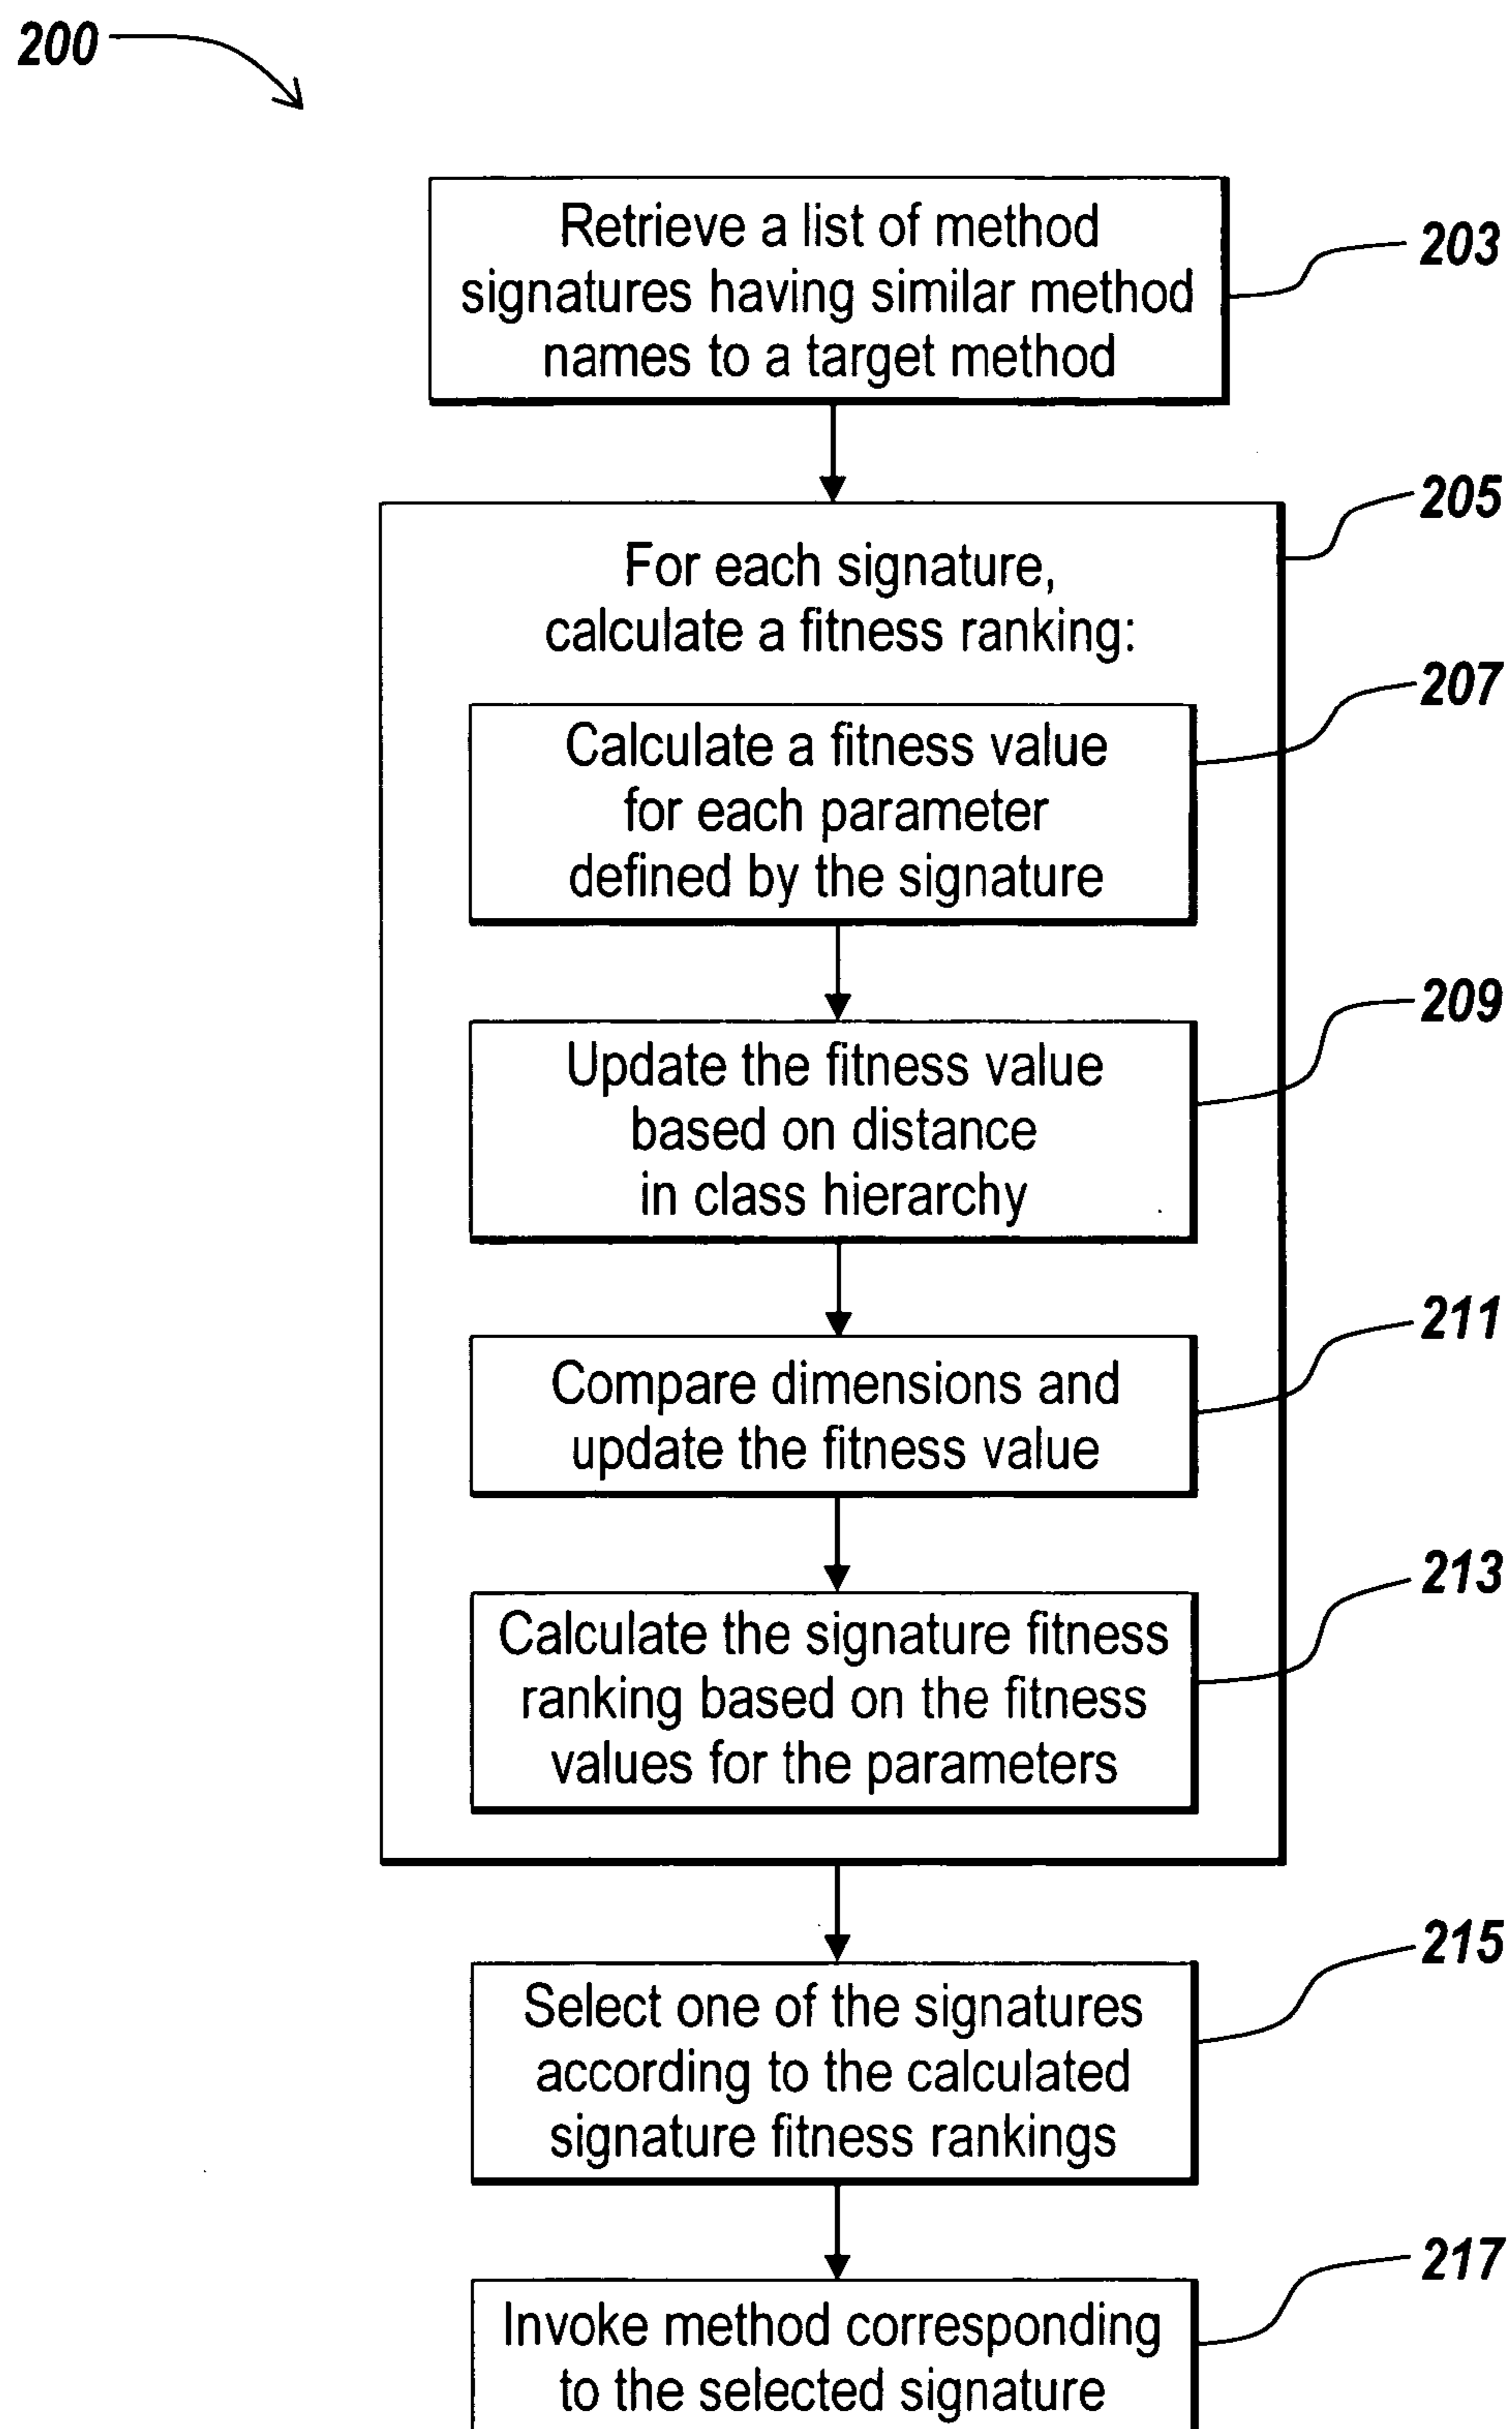 200
Retrieve a list of method
signatures having similar method
names to a target method
203
205
For each signature,
calculate a fitness ranking:
207
Calculate a fitness value
for each parameter
defined by the signature
209
Update the fitness value
based on distance
in class hierarchy
211
Compare dimensions and
update the fitness value
213
Calculate the signature fitness
ranking based on the fitness
values for the parameters
215
Select one of the signatures
according to the calculated
signature fitness rankings
217
Invoke method corresponding
to the selected signature